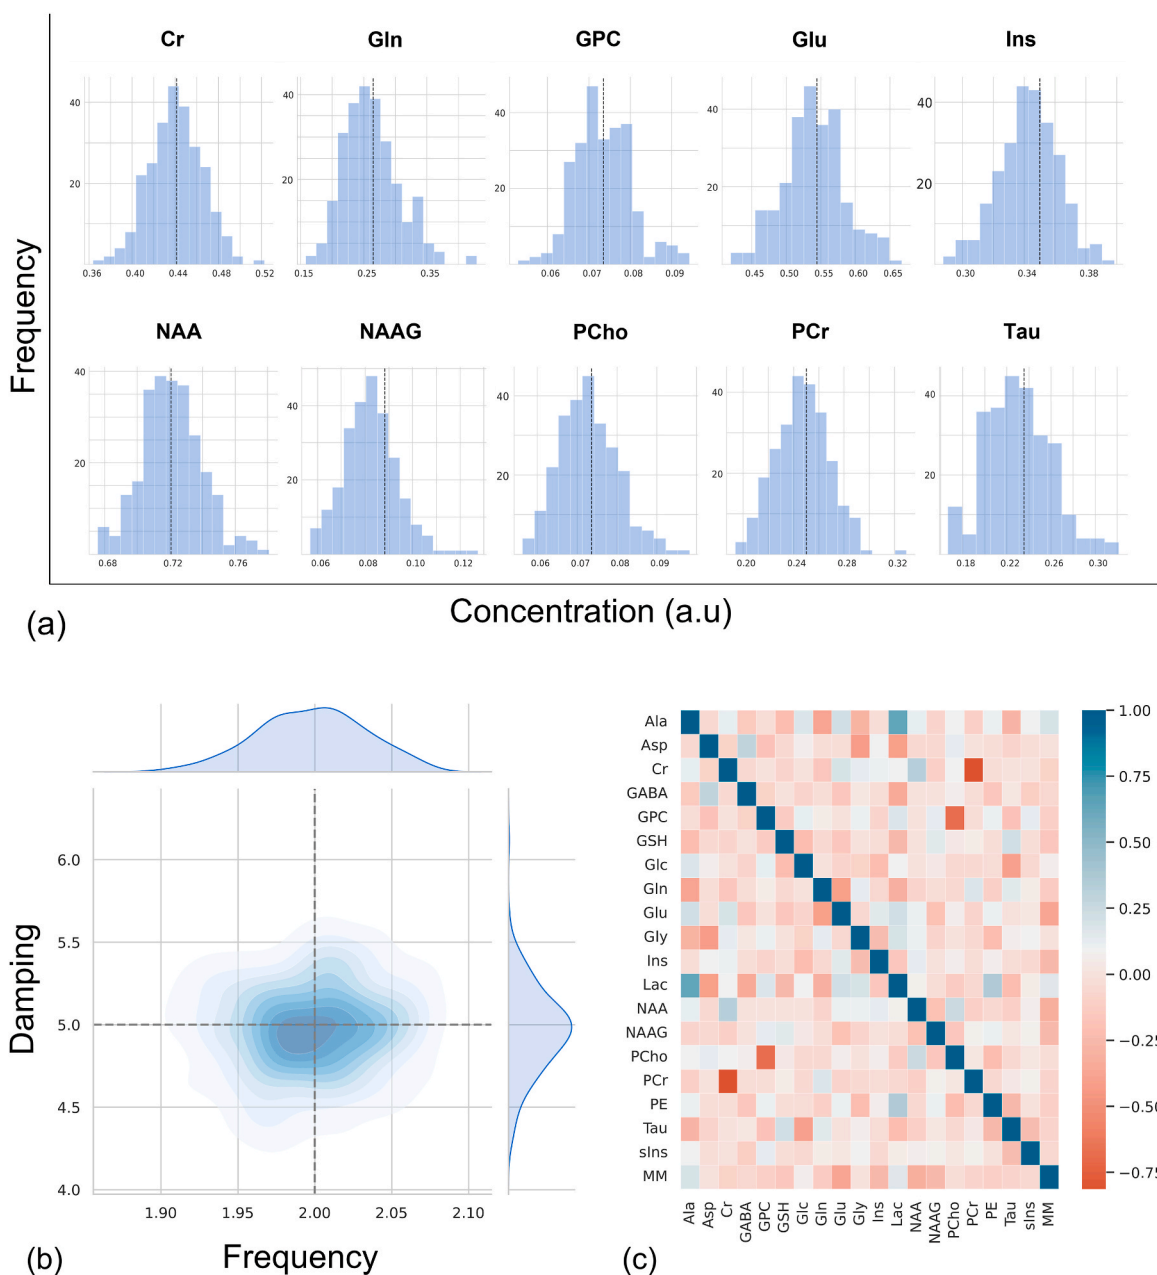 Cr Gln GPC Glu Ins
40 40 40 40 40
20 20 20 20 20
0.36 0.40 0.44 0.48 0.52 0.15 0.25 0.35 0.06 0.07 0.08 0.09 0.45 0.50 0.55 0.60 0.65 0.30 0.34 0.38
Frequency
NAA NAAG PCho PCr Tau
40 40 40 40 40
20 20 20 20 20
0.68 0.72 0.76 0.06 0.08 0.10 0.12 0.06 0.07 0.08 0.09 0.20 0.24 0.28 0.32 0.18 0.22 0.26 0.30
Concentration (a.u)
(a)
Damping
6.0
5.5
5.0
4.5
4.0
1.90 1.95 2.00 2.05 2.10
Frequency
(b)
Ala
Asp
Cr
GABA
GPC
GSH
Glc
Gln
Glu
Gly
Ins
Lac
NAA
NAAG
PCho
PCr
PE
Tau
sIns
MM
Ala Asp Cr GABA GPC GSH Glc Gln Glu Gly Ins Lac NAA NAAG PCho PCr PE Tau sIns MM
1.00
0.75
0.50
0.25
0.00
−0.25
−0.50
−0.75
(c)